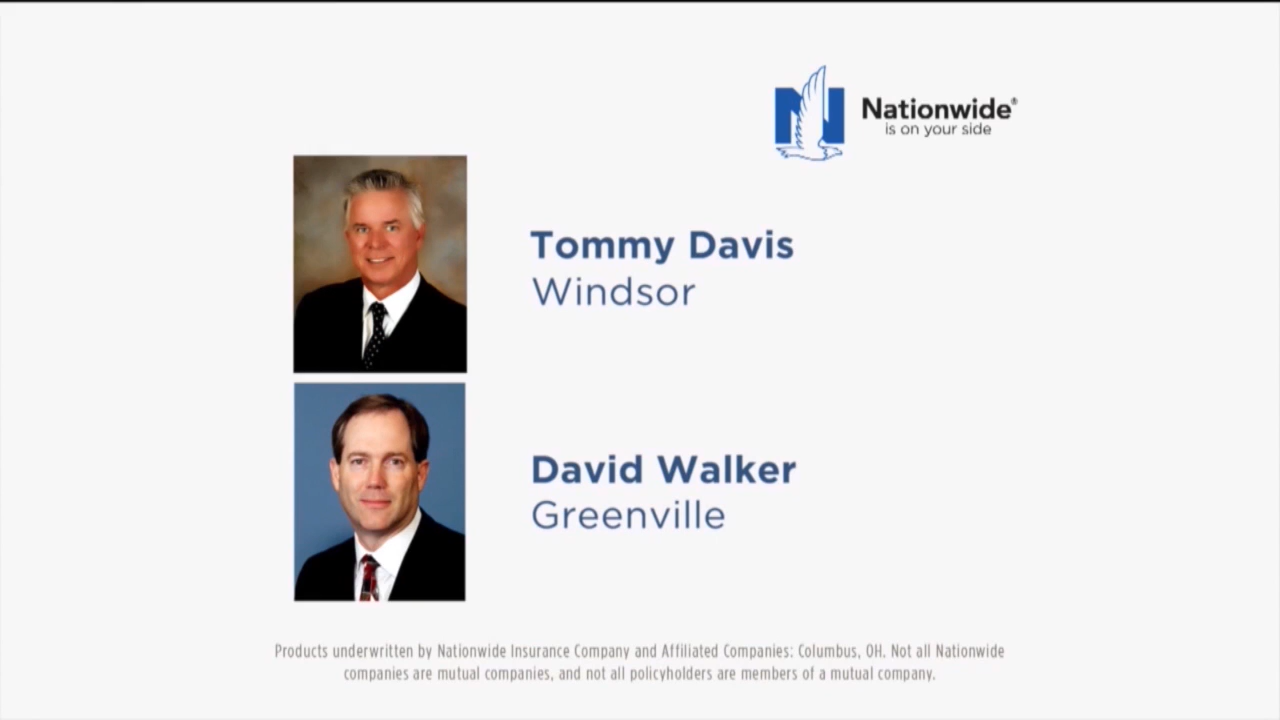 Nationwide®
is on your side
Tommy Davis
Windsor
David Walker
Greenville
Products underwritten by Nationwide Insurance Company and Affiliated Companies: Columbus, OH. Not all Nationwide
companies are mutual companies, and not all policyholders are members of a mutual company.